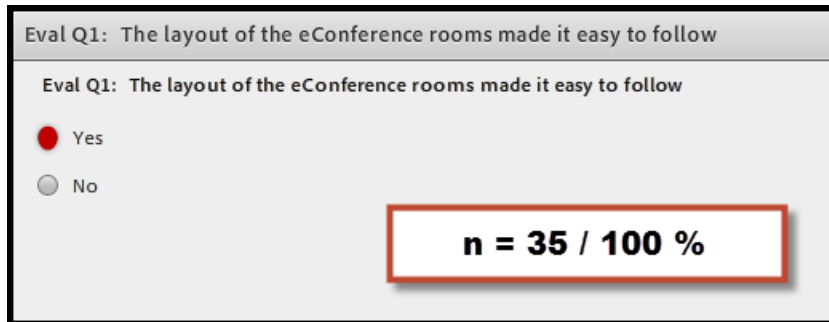 Eval Q1:  The layout of the eConference rooms made it easy to follow
Eval Q1:  The layout of the eConference rooms made it easy to follow
Yes
No
n = 35 / 100 %